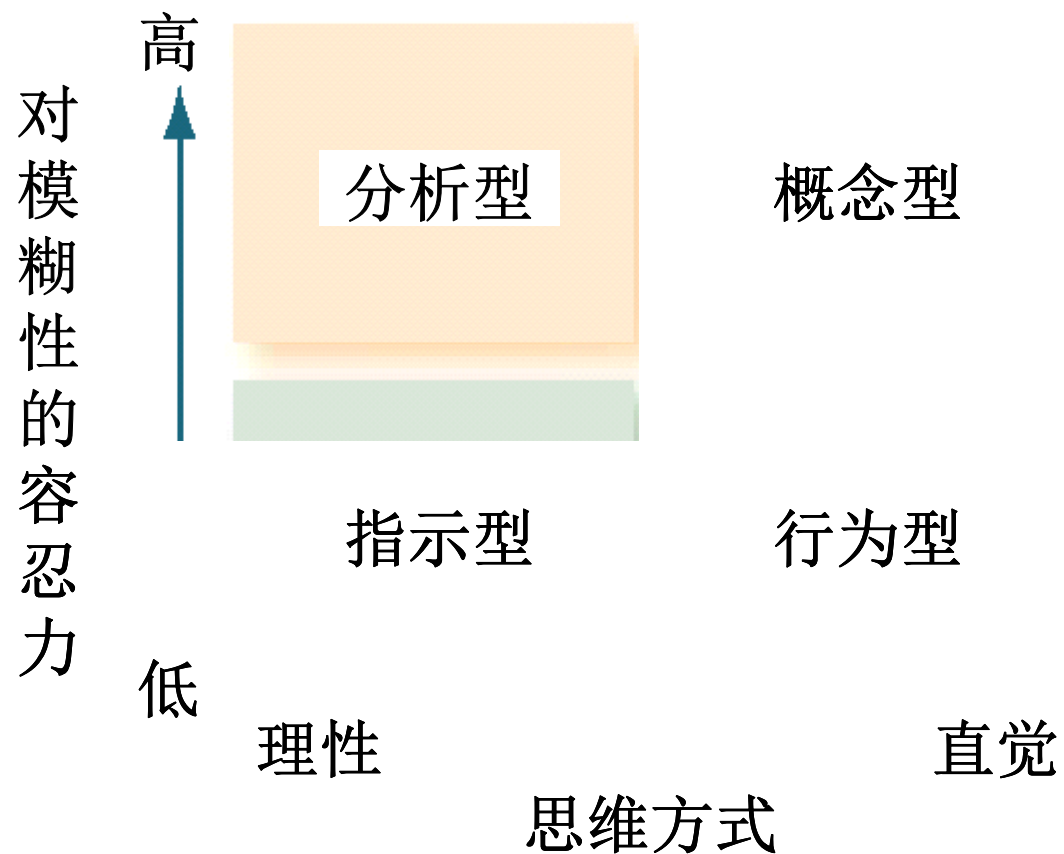 高
对模糊性的容忍力
分析型
概念型
指示型
行为型
低
理性
直觉
思维方式